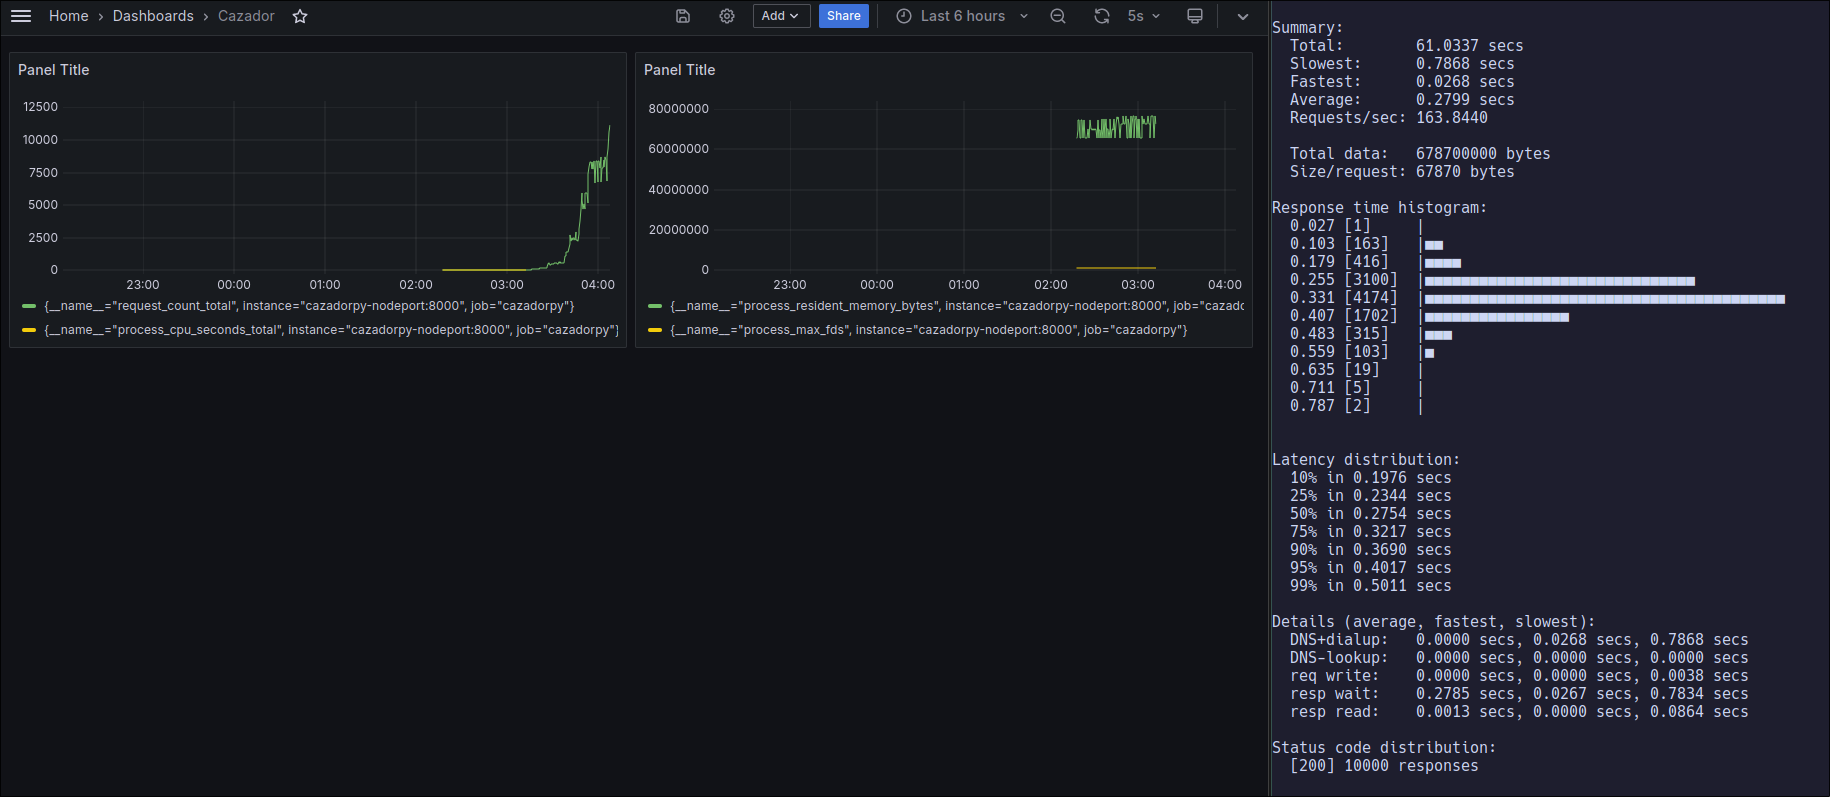 Home › Dashboards › Cazador
Add
Share
Last 6 hours
5s
Panel Title
12500
10000
7500
5000
2500
0
23:00 00:00 01:00 02:00 03:00 04:00
{__name__="request_count_total", instance="cazadorpy-nodeport:8000", job="cazadorpy"}
{__name__="process_cpu_seconds_total", instance="cazadorpy-nodeport:8000", job="cazadorpy"}
Panel Title
80000000
60000000
40000000
20000000
0
23:00 00:00 01:00 02:00 03:00 04:00
{__name__="process_resident_memory_bytes", instance="cazadorpy-nodeport:8000", job="cazadc
{__name__="process_max_fds", instance="cazadorpy-nodeport:8000", job="cazadorpy"}
Summary:
Total: 61.0337 secs
Slowest: 0.7868 secs
Fastest: 0.0268 secs
Average: 0.2799 secs
Requests/sec: 163.8440
Total data: 678700000 bytes
Size/request: 67870 bytes
Response time histogram:
0.027 [1] |
0.103 [163] |■■
0.179 [416] |■■■■
0.255 [3100] |■■■■■■■■■■■■■■■■■■■■■■■■■■■■■■
0.331 [4174] |■■■■■■■■■■■■■■■■■■■■■■■■■■■■■■■■■■■■■■■■
0.407 [1702] |■■■■■■■■■■■■■■■■
0.483 [315] |■■■
0.559 [103] |■
0.635 [19] |
0.711 [5] |
0.787 [2] |
Latency distribution:
10% in 0.1976 secs
25% in 0.2344 secs
50% in 0.2754 secs
75% in 0.3217 secs
90% in 0.3690 secs
95% in 0.4017 secs
99% in 0.5011 secs
Details (average, fastest, slowest):
DNS+dialup: 0.0000 secs, 0.0268 secs, 0.7868 secs
DNS-lookup: 0.0000 secs, 0.0000 secs, 0.0000 secs
req write: 0.0000 secs, 0.0000 secs, 0.0038 secs
resp wait: 0.2785 secs, 0.0267 secs, 0.7834 secs
resp read: 0.0013 secs, 0.0000 secs, 0.0864 secs
Status code distribution:
[200] 10000 responses